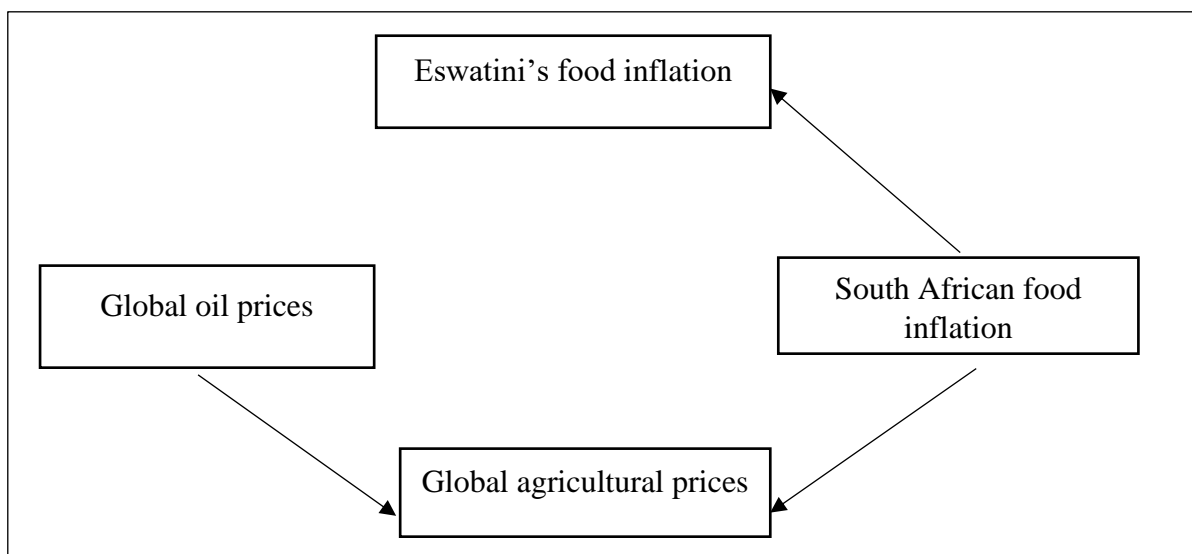 Eswatini’s food inflation
Global oil prices
South African food
inflation
Global agricultural prices